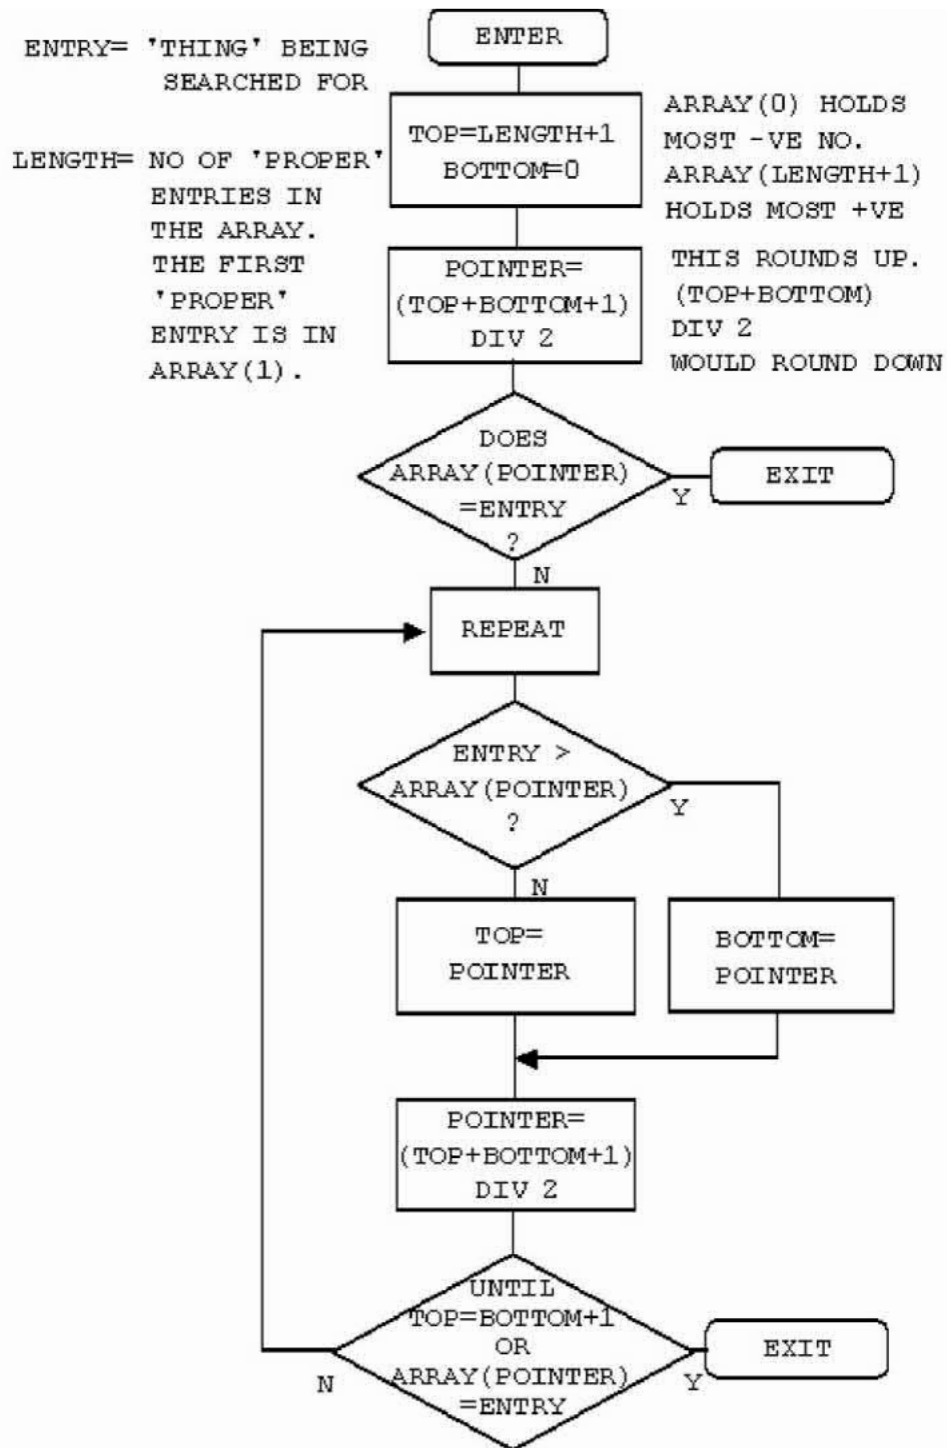 ENTER
ENTRY= 'THING' BEING
SEARCHED FOR
TOP=LENGTH+1
BOTTOM=0
ARRAY(0) HOLDS
MOST -VE NO.
ARRAY(LENGTH+1)
HOLDS MOST +VE
LENGTH= NO OF 'PROPER'
ENTRIES IN
THE ARRAY.
THE FIRST
'PROPER'
ENTRY IS IN
ARRAY(1).
POINTER=
(TOP+BOTTOM+1)
DIV 2
THIS ROUNDS UP.
(TOP+BOTTOM)
DIV 2
WOULD ROUND DOWN
DOES
ARRAY(POINTER)
=ENTRY
?
Y
EXIT
N
REPEAT
ENTRY >
ARRAY(POINTER)
?
Y
N
TOP=
POINTER
BOTTOM=
POINTER
POINTER=
(TOP+BOTTOM+1)
DIV 2
UNTIL
TOP=BOTTOM+1
OR
ARRAY(POINTER)
=ENTRY
N
Y
EXIT